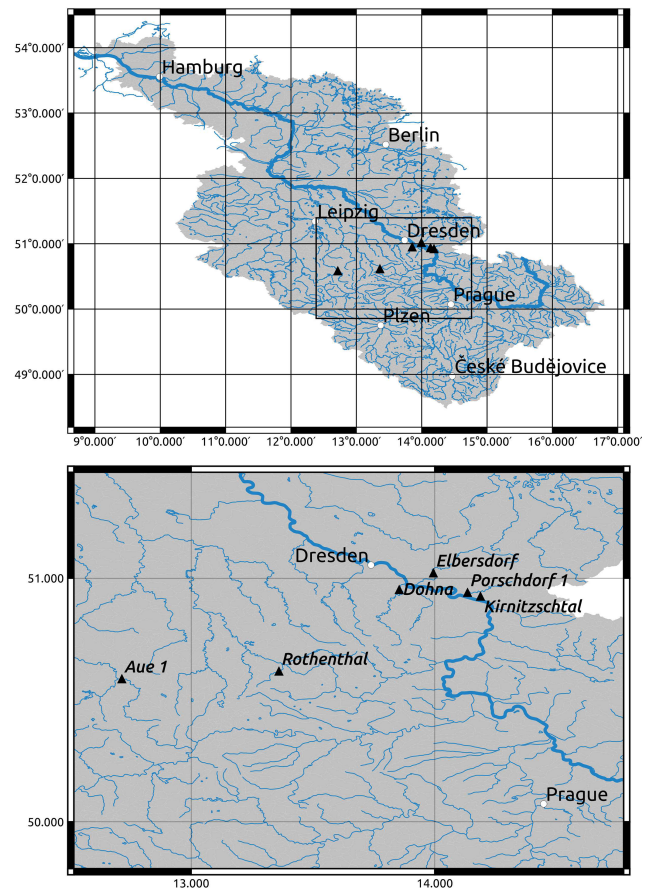 54°0.000′
Hamburg
53°0.000′
Berlin
52°0.000′
Leipzig
Dresden
51°0.000′
Prague
50°0.000′
Plzen
České Budějovice
49°0.000′
9°0.000′ 10°0.000′ 11°0.000′ 12°0.000′ 13°0.000′ 14°0.000′ 15°0.000′ 16°0.000′ 17°0.000′
Dresden
Elbersdorf
51.000
Porschdorf 1
Dohna
Kirnitzschtal
Rothenthal
Aue 1
Prague
50.000
13.000 14.000